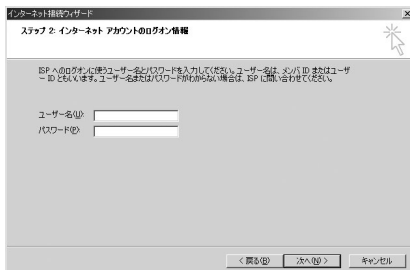 インターネット接続ウィザード
ステップ 2: インターネット アカウントのログオン情報
ISP へのログオンに使うユーザー名とパスワードを入力してください。ユーザー名は、メンバ ID またはユーザ
ー ID ともいいます。ユーザー名またはパスワードがわからない場合は、ISP に問い合わせてください。
ユーザー名(U):
パスワード(P):
< 戻る(B)
次へ(N) >
キャンセル